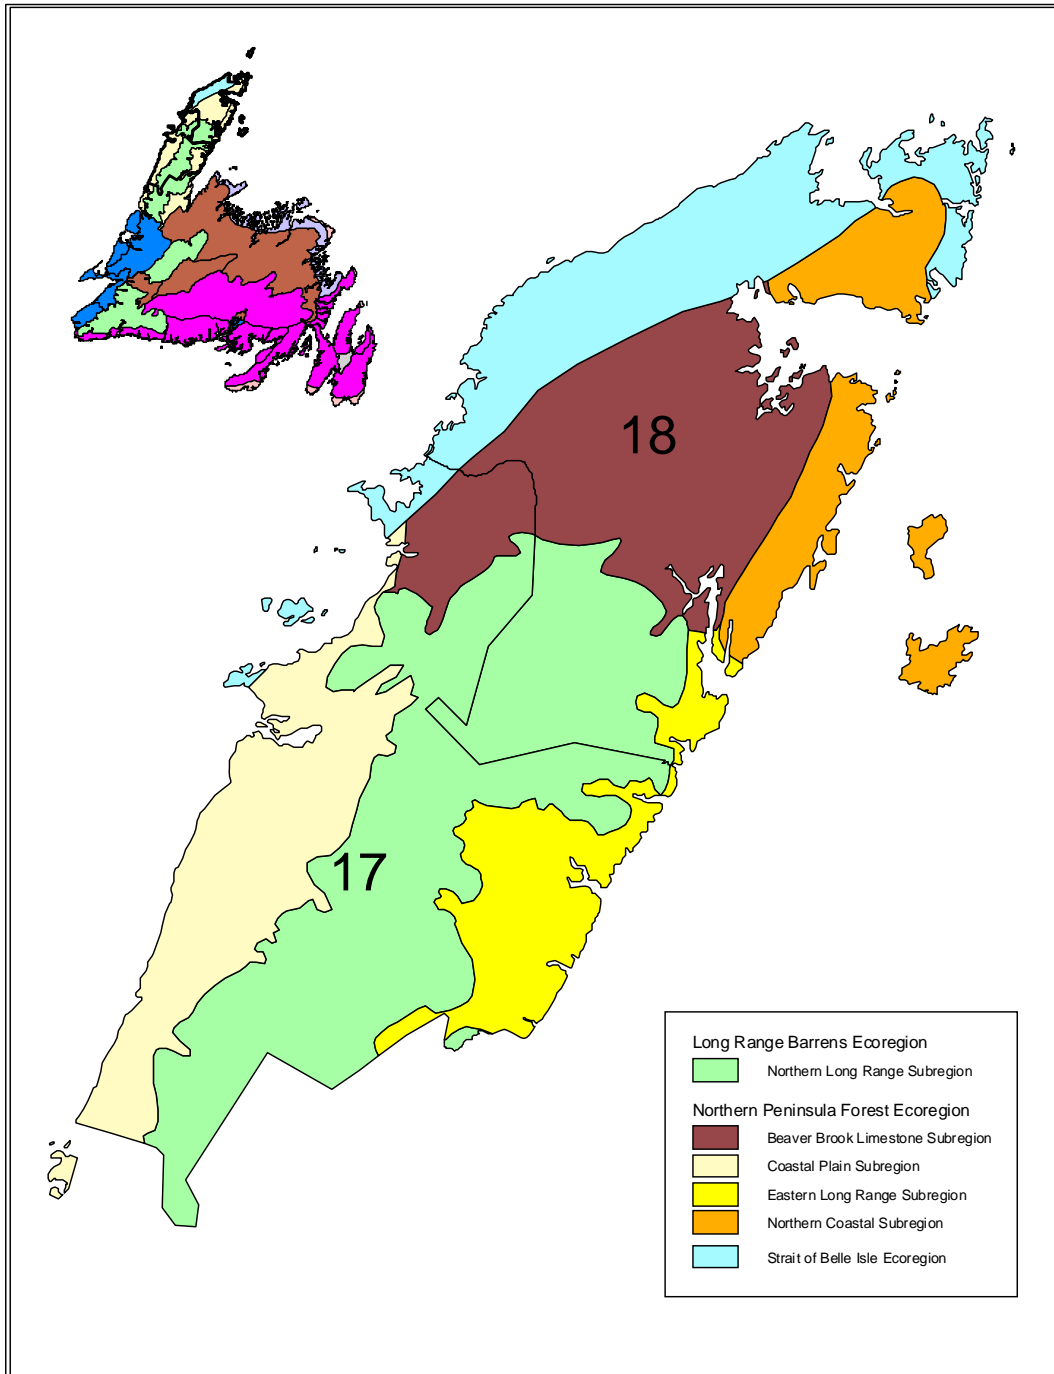 18
17
Long Range Barrens Ecoregion
Northern Long Range Subregion
Northern Peninsula Forest Ecoregion
Beaver Brook Limestone Subregion
Coastal Plain Subregion
Eastern Long Range Subregion
Northern Coastal Subregion
Strait of Belle Isle Ecoregion